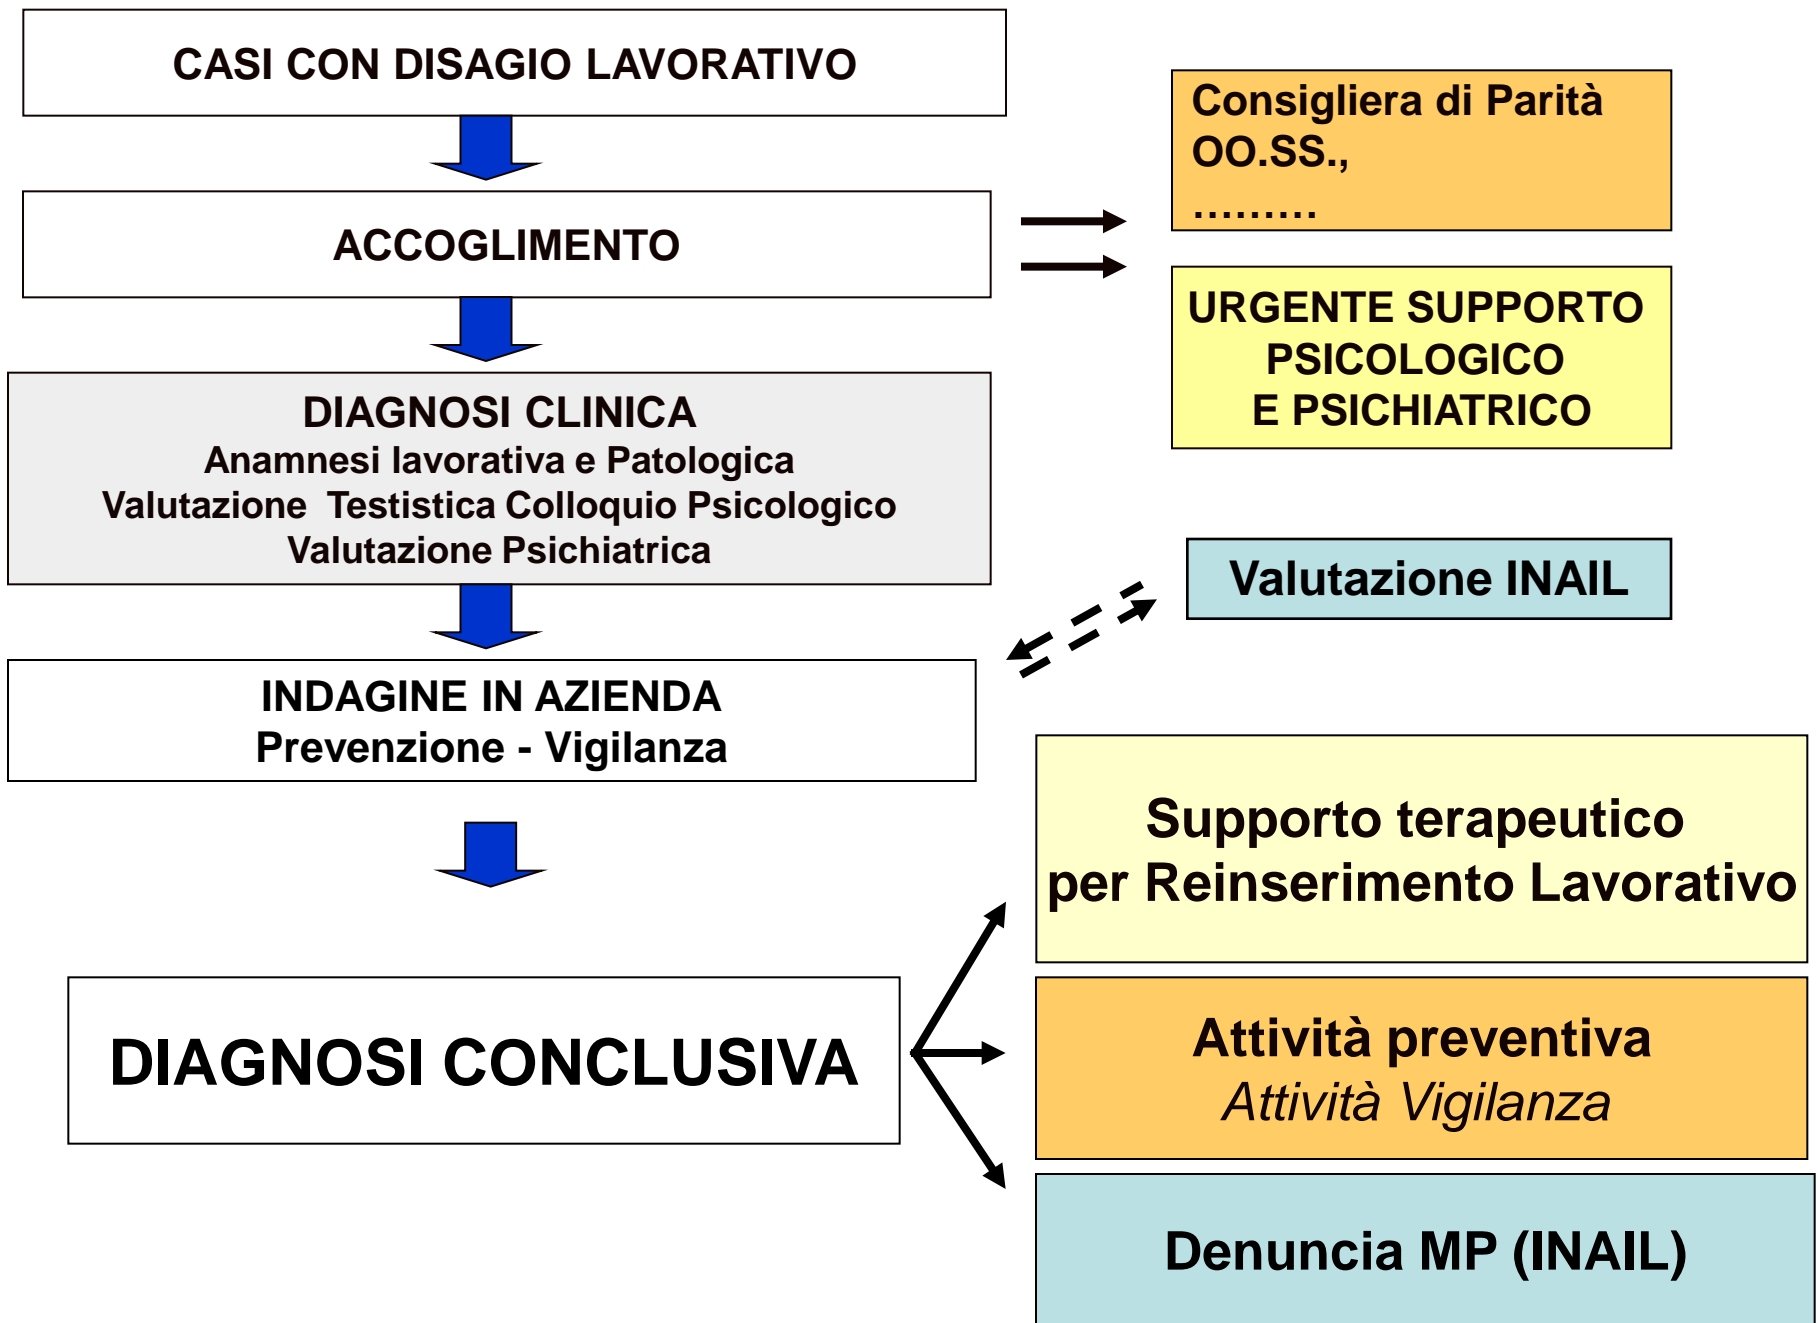 CASI CON DISAGIO LAVORATIVO
Consigliera di Parità
OO.SS.,
………
ACCOGLIMENTO
URGENTE SUPPORTO
PSICOLOGICO
E PSICHIATRICO
DIAGNOSI CLINICA
Anamnesi lavorativa e Patologica
Valutazione Testistica Colloquio Psicologico
Valutazione Psichiatrica
Valutazione INAIL
INDAGINE IN AZIENDA
Prevenzione - Vigilanza
Supporto terapeutico
per Reinserimento Lavorativo
DIAGNOSI CONCLUSIVA
Attività preventiva
Attività Vigilanza
Denuncia MP (INAIL)